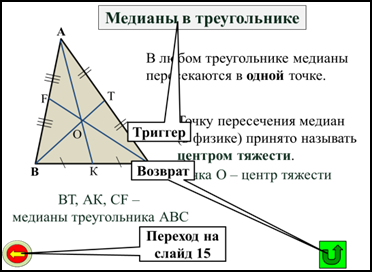 Медианы в треугольнике
A
В любом треугольнике медианы
пересекаются в одной точке.
F
T
O
Триггер
Точку пересечения медиан
физике) принято называть
центром тяжести.
B
K
Возврат
О – центр тяжести
BT, AK, CF –
медианы треугольника ABC
Переход на
слайд 15